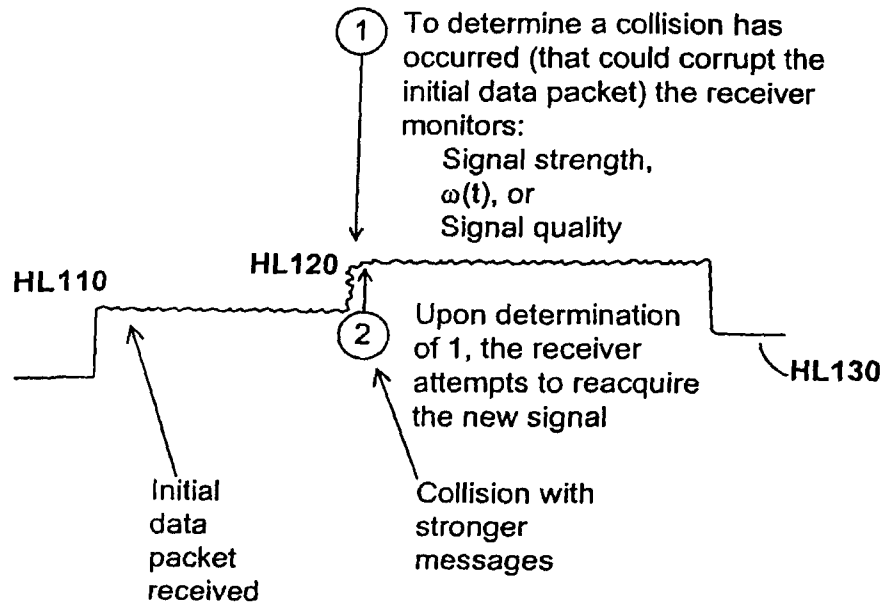 1
To determine a collision has
occurred (that could corrupt the
initial data packet) the receiver
monitors:
Signal strength,
ω(t), or
Signal quality
HL110
HL120
2
Upon determination
of 1, the receiver
attempts to reacquire
the new signal
HL130
Initial
data
packet
received
Collision with
stronger
messages